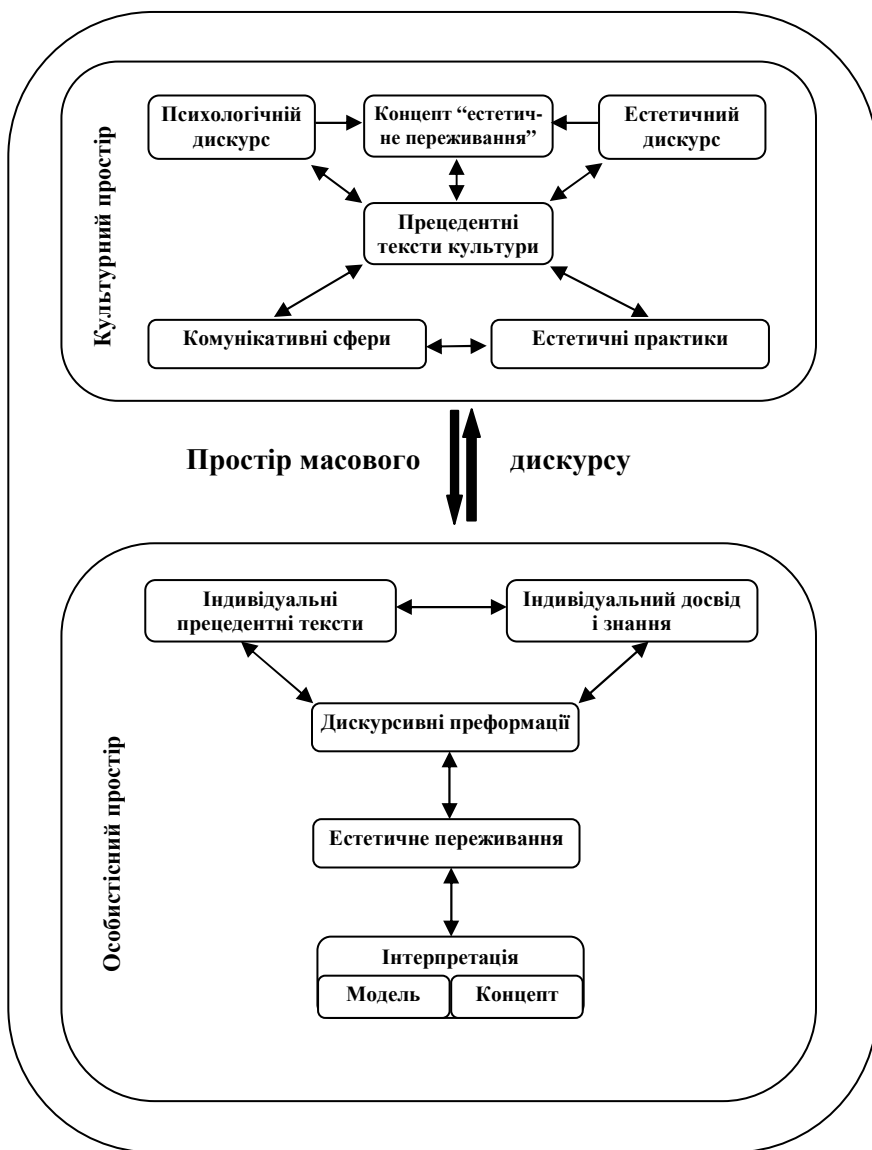 Культурний простір
Психологічній
дискурс
Концепт “естетич-
не переживання”
Естетичний
дискурс
Прецедентні
тексти культури
Комунікативні сфери
Естетичні практики
Простір масового дискурсу
Особистісний простір
Індивідуальні
прецедентні тексти
Індивідуальний досвід
і знання
Дискурсивні преформації
Естетичне переживання
Інтерпретація
Модель
Концепт